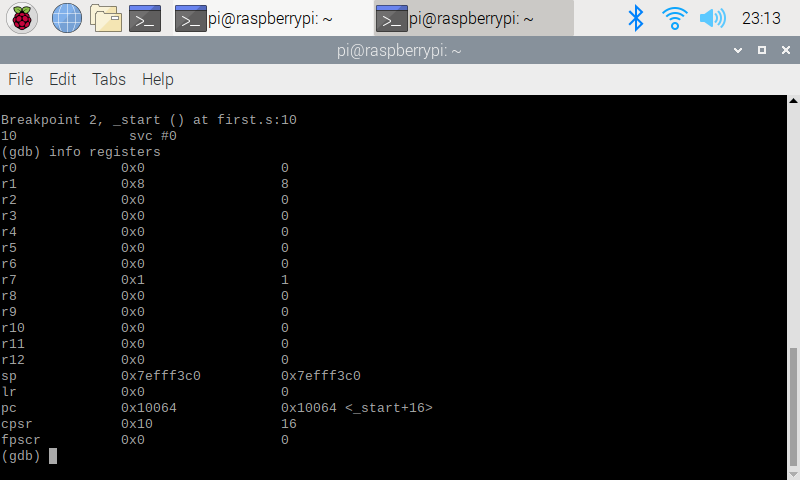 pi@raspberrypi: ~ pi@raspberrypi: ~ 23:13
pi@raspberrypi: ~
File Edit Tabs Help
Breakpoint 2, _start () at first.s:10
10 svc #0
(gdb) info registers
r0 0x0 0
r1 0x8 8
r2 0x0 0
r3 0x0 0
r4 0x0 0
r5 0x0 0
r6 0x0 0
r7 0x1 1
r8 0x0 0
r9 0x0 0
r10 0x0 0
r11 0x0 0
r12 0x0 0
sp 0x7efff3c0 0x7efff3c0
lr 0x0 0
pc 0x10064 0x10064 <_start+16>
cpsr 0x10 16
fpscr 0x0 0
(gdb)